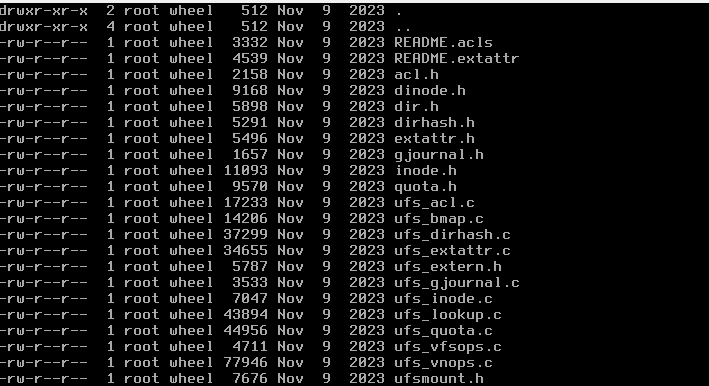 drwxr-xr-x  2 root wheel   512 Nov  9  2023 .
drwxr-xr-x  4 root wheel   512 Nov  9  2023 ..
-rw-r--r--  1 root wheel  3332 Nov  9  2023 README.acls
-rw-r--r--  1 root wheel  4539 Nov  9  2023 README.extattr
-rw-r--r--  1 root wheel  2158 Nov  9  2023 acl.h
-rw-r--r--  1 root wheel  9168 Nov  9  2023 dinode.h
-rw-r--r--  1 root wheel  5898 Nov  9  2023 dir.h
-rw-r--r--  1 root wheel  5291 Nov  9  2023 dirhash.h
-rw-r--r--  1 root wheel  5496 Nov  9  2023 extattr.h
-rw-r--r--  1 root wheel  1657 Nov  9  2023 gjournal.h
-rw-r--r--  1 root wheel 11093 Nov  9  2023 inode.h
-rw-r--r--  1 root wheel  9570 Nov  9  2023 quota.h
-rw-r--r--  1 root wheel 17233 Nov  9  2023 ufs_acl.c
-rw-r--r--  1 root wheel 14206 Nov  9  2023 ufs_bmap.c
-rw-r--r--  1 root wheel 37299 Nov  9  2023 ufs_dirhash.c
-rw-r--r--  1 root wheel 34655 Nov  9  2023 ufs_extattr.c
-rw-r--r--  1 root wheel  5787 Nov  9  2023 ufs_extern.h
-rw-r--r--  1 root wheel  3533 Nov  9  2023 ufs_gjournal.c
-rw-r--r--  1 root wheel  7047 Nov  9  2023 ufs_inode.c
-rw-r--r--  1 root wheel 43894 Nov  9  2023 ufs_lookup.c
-rw-r--r--  1 root wheel 44956 Nov  9  2023 ufs_quota.c
-rw-r--r--  1 root wheel  4711 Nov  9  2023 ufs_vfsops.c
-rw-r--r--  1 root wheel 77946 Nov  9  2023 ufs_vnops.c
-rw-r--r--  1 root wheel  7676 Nov  9  2023 ufsmount.h